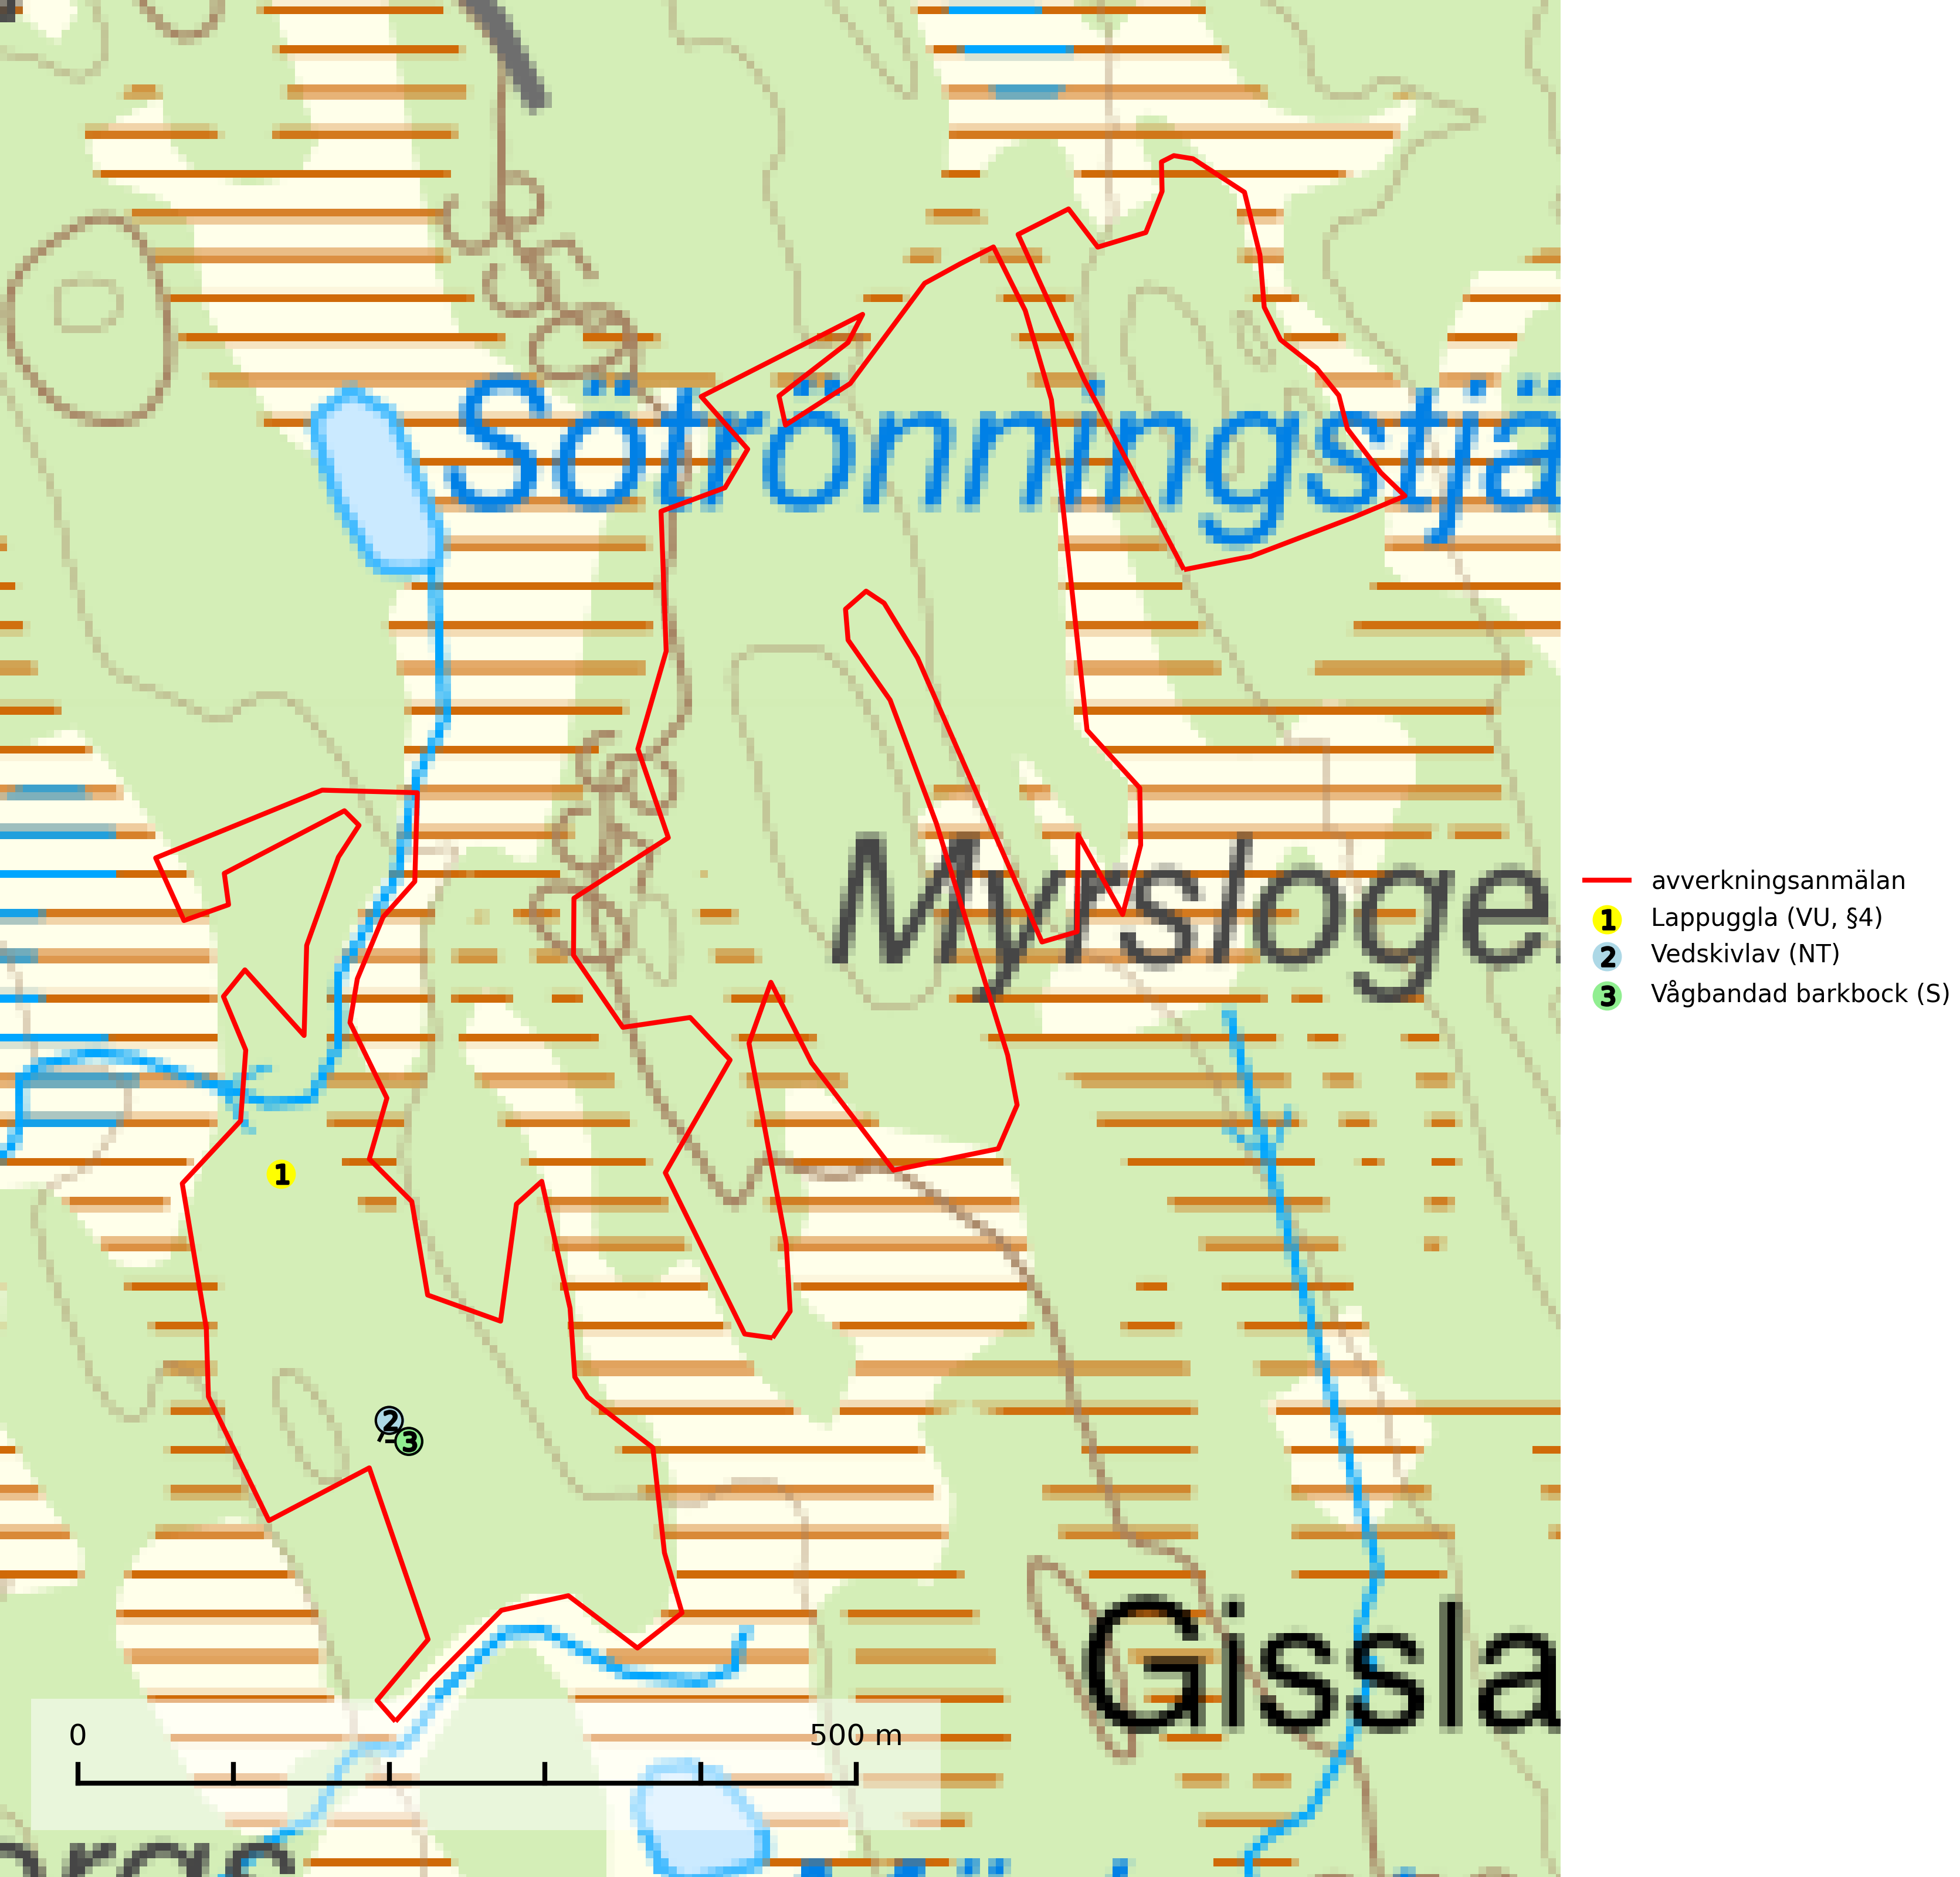 Sötrönningstjä
Myrsloge
Gissla
1
2
3
0 500 m
avverkningsanmälan
1 Lappuggla (VU, §4)
2 Vedskivlav (NT)
3 Vågbandad barkbock (S)